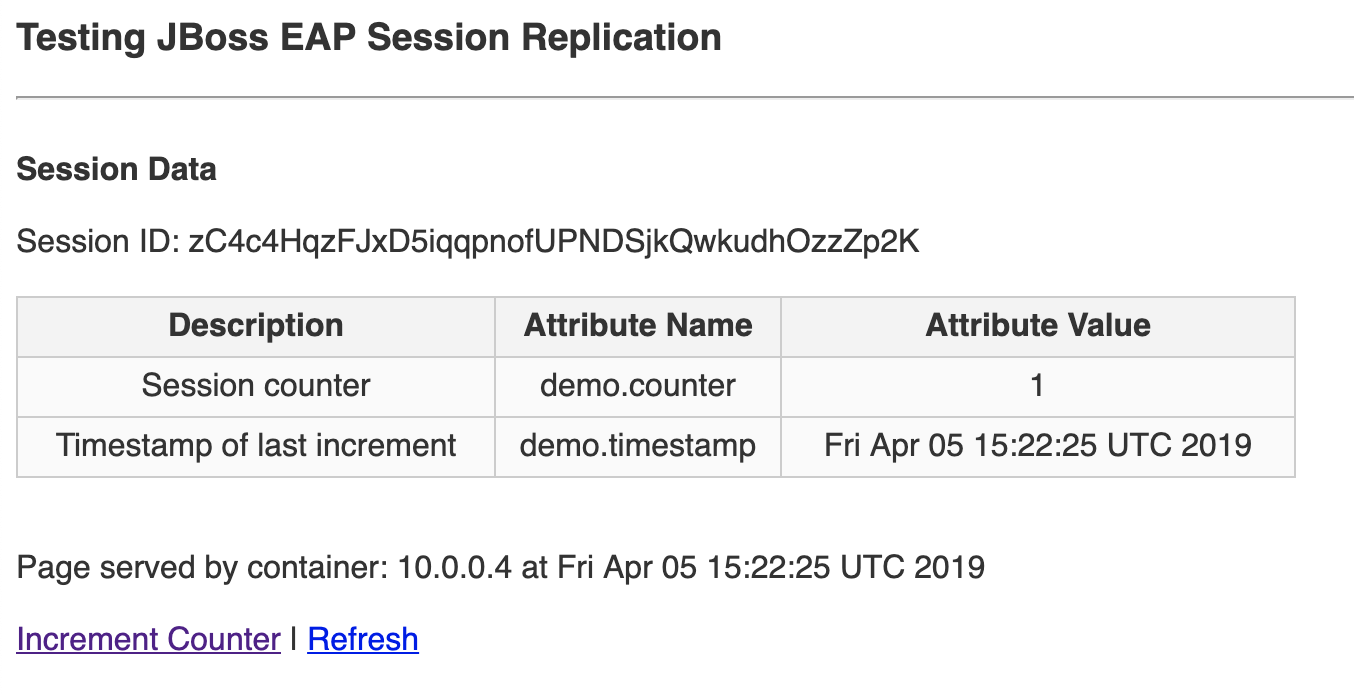 Testing JBoss EAP Session Replication
Session Data
Session ID: zC4c4HqzFJxD5iqqpnofUPNDSjkQwkudhOzzZp2K
Description Attribute Name Attribute Value
Session counter demo.counter 1
Timestamp of last increment demo.timestamp Fri Apr 05 15:22:25 UTC 2019
Page served by container: 10.0.0.4 at Fri Apr 05 15:22:25 UTC 2019
Increment Counter | Refresh